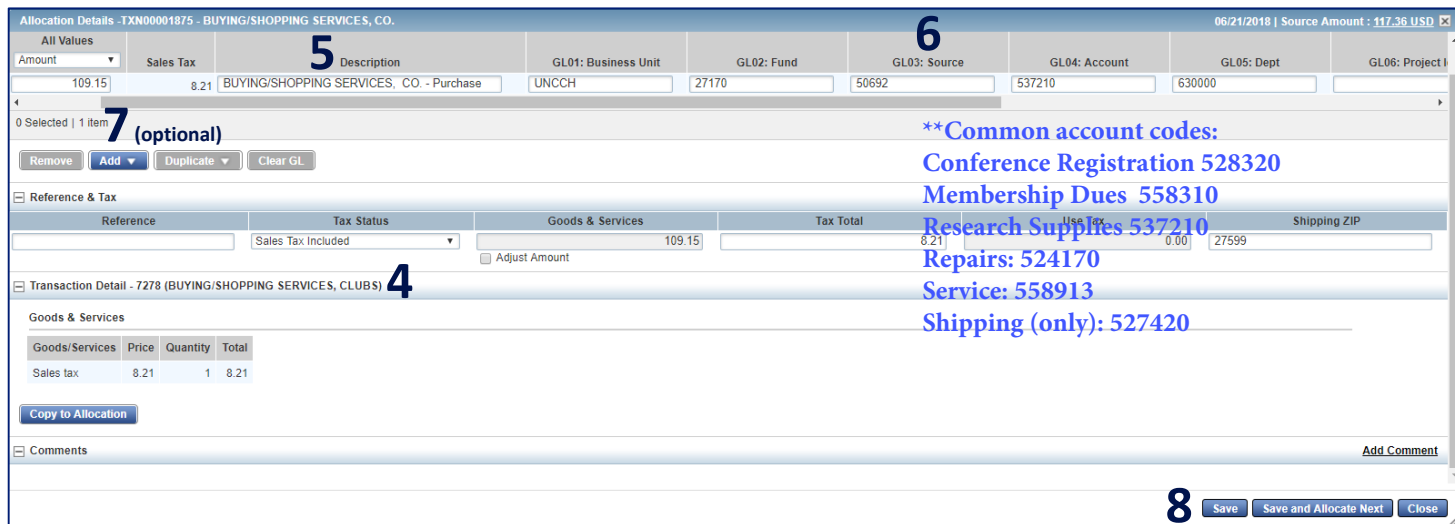 Allocation Details -TXN00001875 - BUYING/SHOPPING SERVICES, CO. 06/21/2018 | Source Amount : 117.36 USD
5 6
All Values Sales Tax Description GL01: Business Unit GL02: Fund GL03: Source GL04: Account GL05: Dept GL06: Project I
Amount
109.15 8.21 BUYING/SHOPPING SERVICES, CO. - Purchase UNCCH 27170 50692 537210 630000
0 Selected | 1 item
7 (optional)
Remove Add Duplicate Clear GL
**Common account codes:
Conference Registration 528320
Membership Dues 558310
Research Supplies 537210
Repairs: 524170
Service: 558913
Shipping (only): 527420
Reference & Tax
Reference Tax Status Goods & Services Tax Total Use Tax Shipping ZIP
Sales Tax Included 109.15 8.21 0.00 27599
Adjust Amount
Transaction Detail - 7278 (BUYING/SHOPPING SERVICES, CLUBS) 4
Goods & Services
Goods/Services Price Quantity Total
Sales tax 8.21 1 8.21
Copy to Allocation
Comments Add Comment
8 Save Save and Allocate Next Close